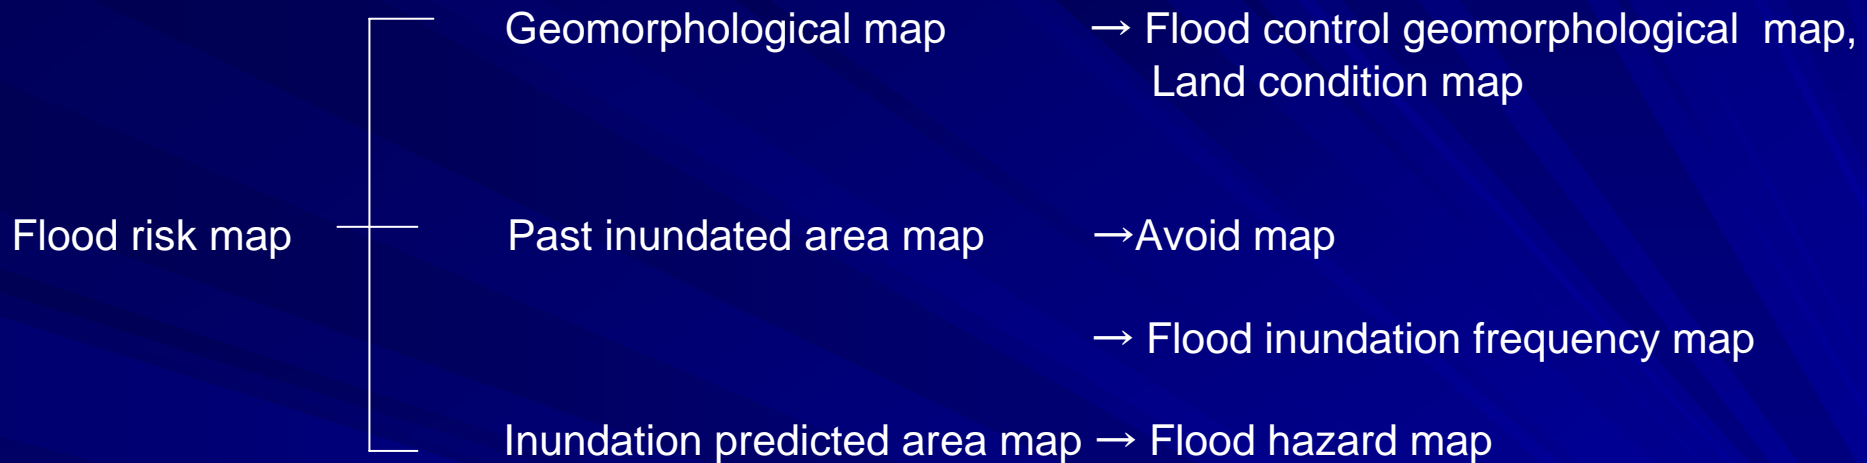 Geomorphological map → Flood control geomorphological map,
Land condition map
Flood risk map Past inundated area map →Avoid map
→ Flood inundation frequency map
Inundation predicted area map → Flood hazard map